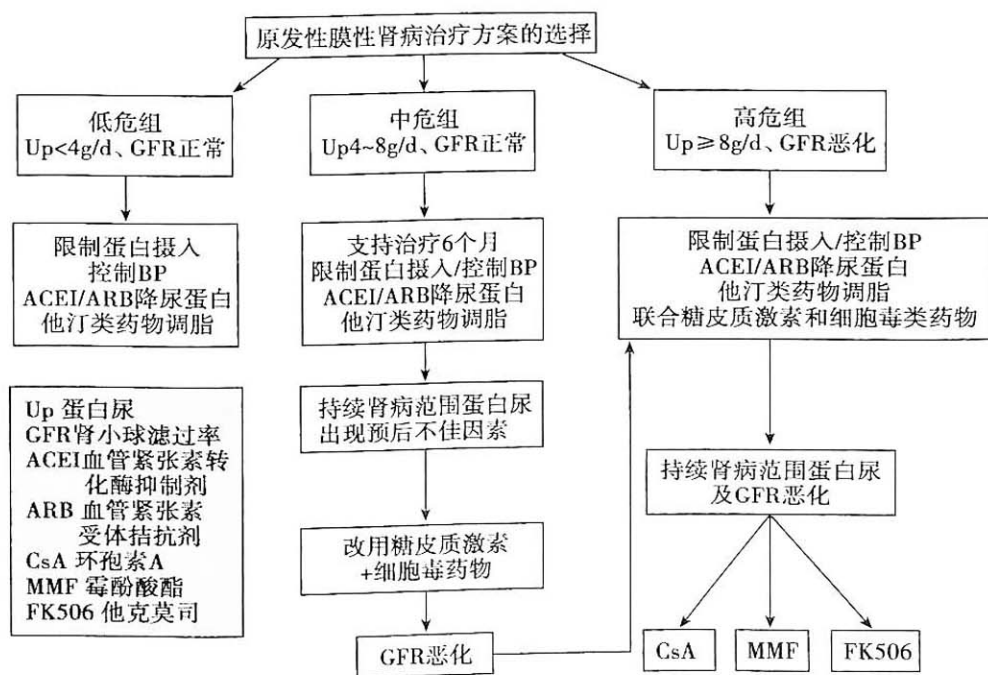 原发性膜性肾病治疗方案的选择
低危组
Up<4g/d、GFR正常
限制蛋白摄入
控制BP
ACEI/ARB降尿蛋白
他汀类药物调脂
中危组
Up4~8g/d、GFR正常
支持治疗6个月
限制蛋白摄入/控制BP
ACEI/ARB降尿蛋白
他汀类药物调脂
持续肾病范围蛋白尿
出现预后不佳因素
改用糖皮质激素
+细胞毒药物
GFR恶化
高危组
Up≥8g/d、GFR恶化
限制蛋白摄入/控制BP
ACEI/ARB降尿蛋白
他汀类药物调脂
联合糖皮质激素和细胞毒类药物
持续肾病范围蛋白尿
及GFR恶化
CsA
MMF
FK506
Up 蛋白尿
GFR肾小球滤过率
ACEI血管紧张素转
化酶抑制剂
ARB 血管紧张素
受体拮抗剂
CsA 环孢素A
MMF 霉酚酸酯
FK506 他克莫司